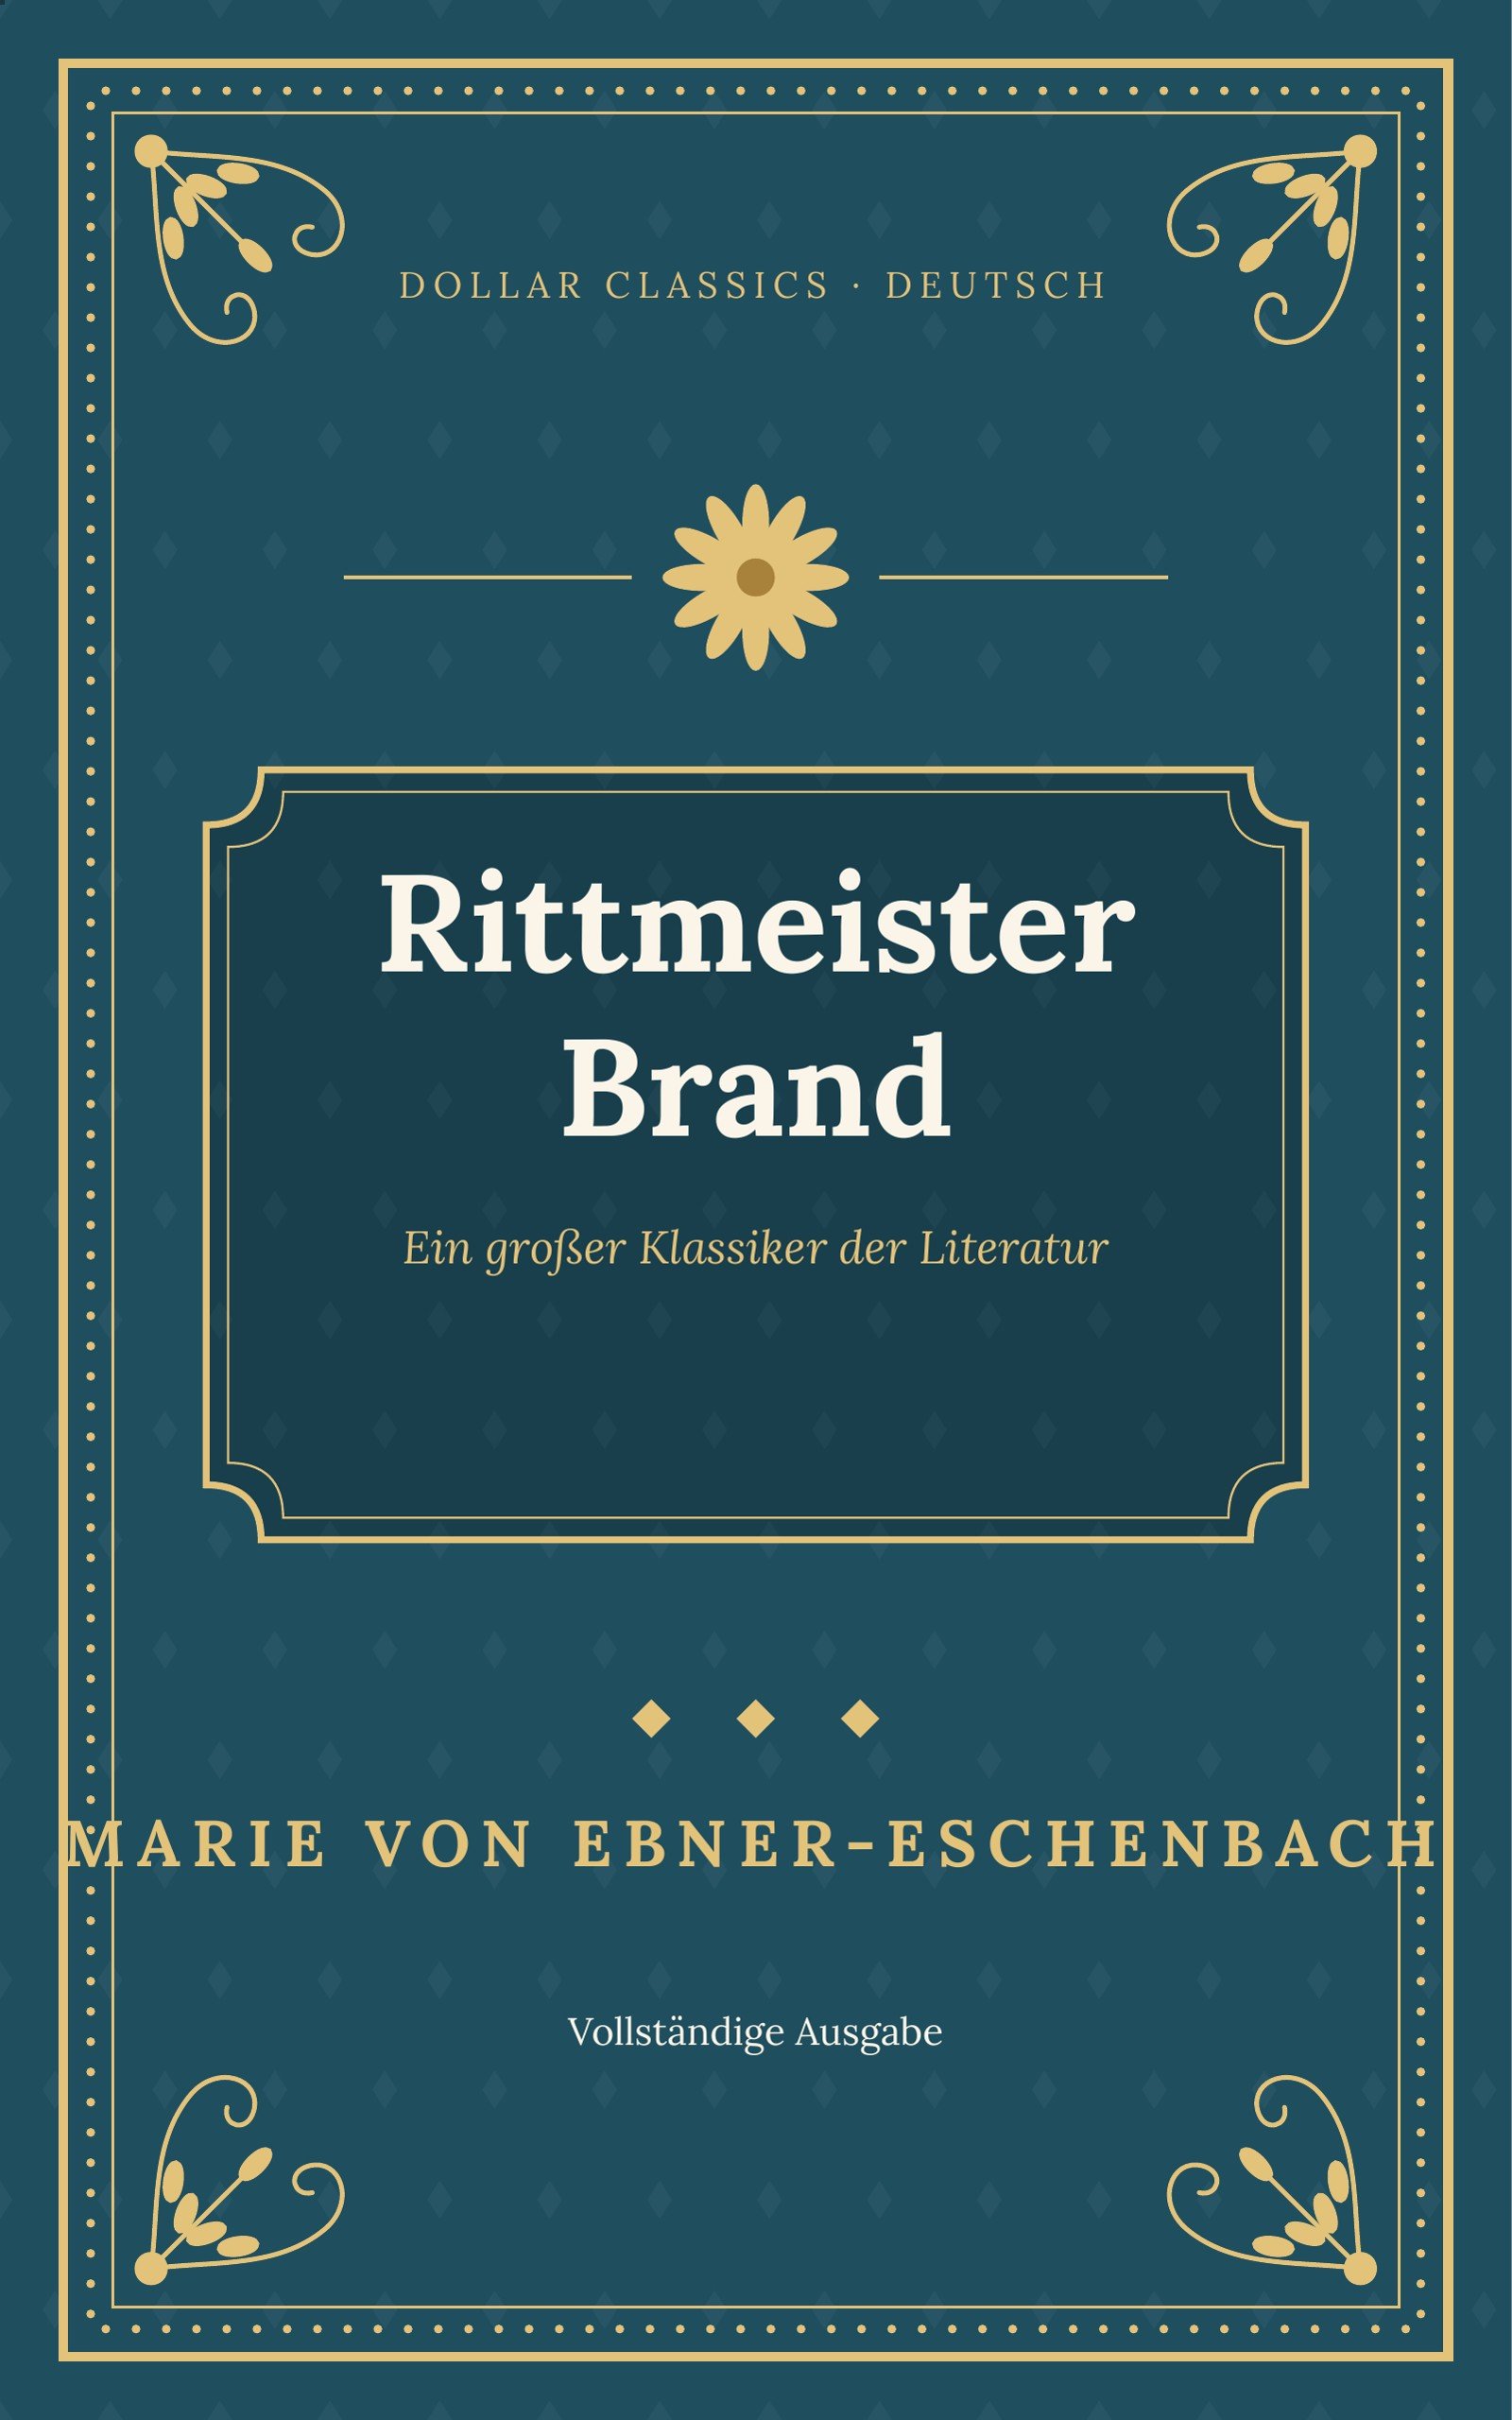 DOLLAR CLASSICS · DEUTSCH
Rittmeister
Brand
Ein großer Klassiker der Literatur
MARIE VON EBNER-ESCHENBACH
Vollständige Ausgabe